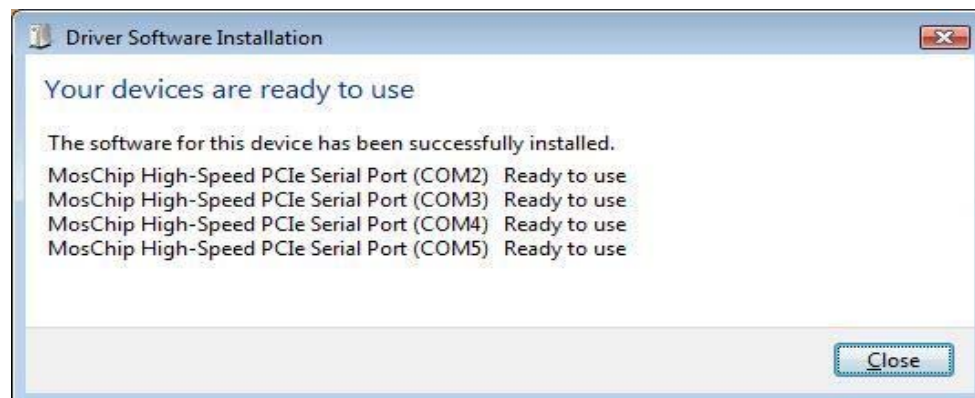 Driver Software Installation
Your devices are ready to use
The software for this device has been successfully installed.
MosChip High-Speed PCIe Serial Port (COM2) Ready to use
MosChip High-Speed PCIe Serial Port (COM3) Ready to use
MosChip High-Speed PCIe Serial Port (COM4) Ready to use
MosChip High-Speed PCIe Serial Port (COM5) Ready to use
Close